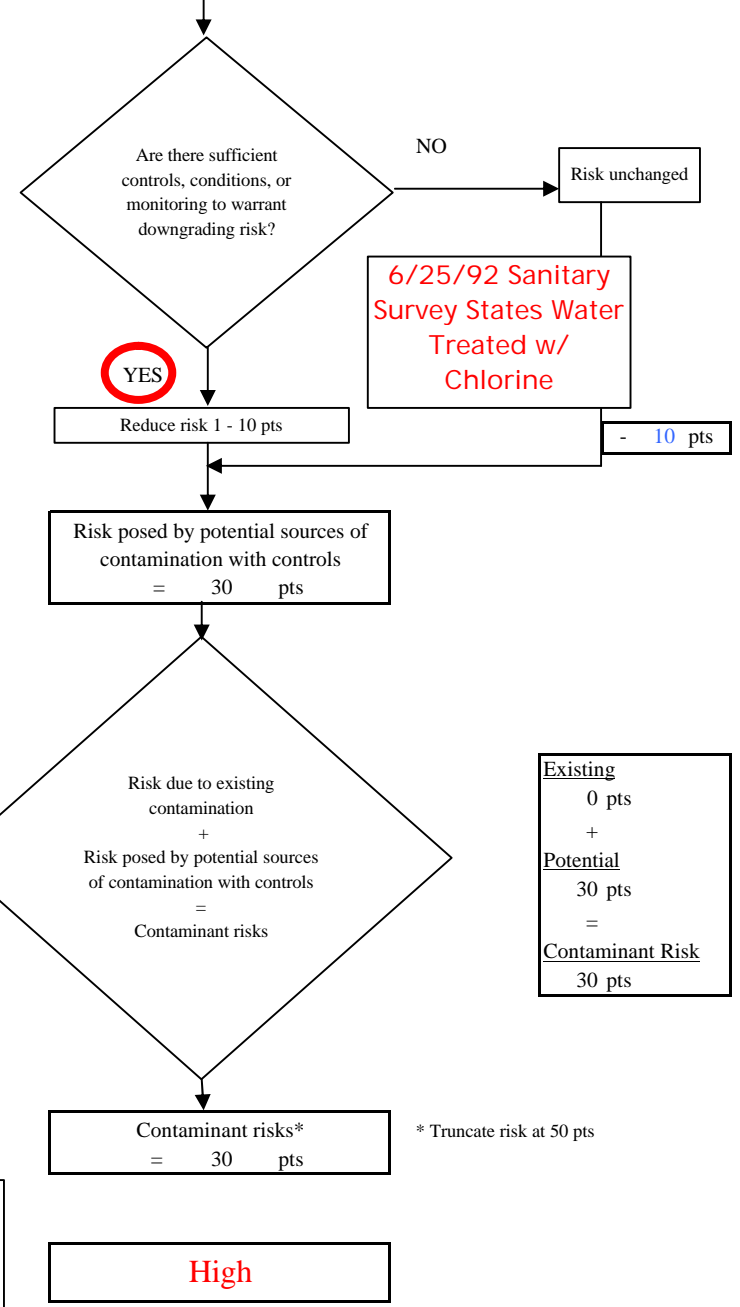 Are there sufficient
controls, conditions, or
monitoring to warrant
downgrading risk?
NO
Risk unchanged
6/25/92 Sanitary
Survey States Water
Treated w/
Chlorine
YES
Reduce risk 1 - 10 pts
- 10 pts
Risk posed by potential sources of
contamination with controls
= 30 pts
Risk due to existing
contamination
+
Risk posed by potential sources
of contamination with controls
=
Contaminant risks
Existing
0 pts
+
Potential
30 pts
=
Contaminant Risk
30 pts
Contaminant risks*
= 30 pts
* Truncate risk at 50 pts
High